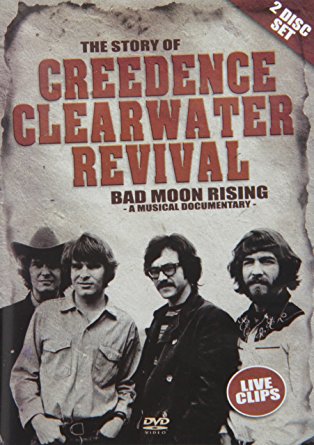 2 DISC
SET
THE STORY OF
CREEDENCE
CLEARWATER
REVIVAL
BAD MOON RISING
- A MUSICAL DOCUMENTARY -
LIVE
CLIPS
DVD
VIDEO